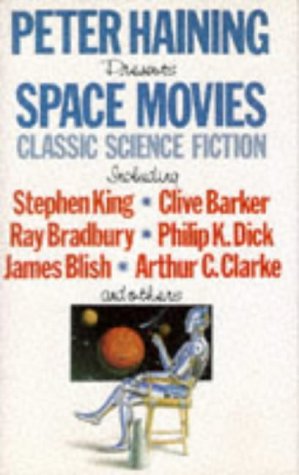 PETER HAINING
Presents
SPACE MOVIES
CLASSIC SCIENCE FICTION
Including
Stephen King • Clive Barker
Ray Bradbury • Philip K. Dick
James Blish • Arthur C. Clarke
and others